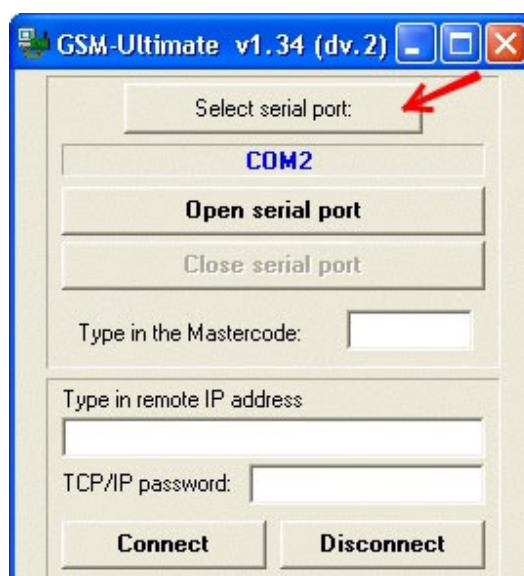 GSM-Ultimate v1.34 (dv.2)
Select serial port:
COM2
Open serial port
Close serial port
Type in the Mastercode:
Type in remote IP address
TCP/IP password:
Connect Disconnect